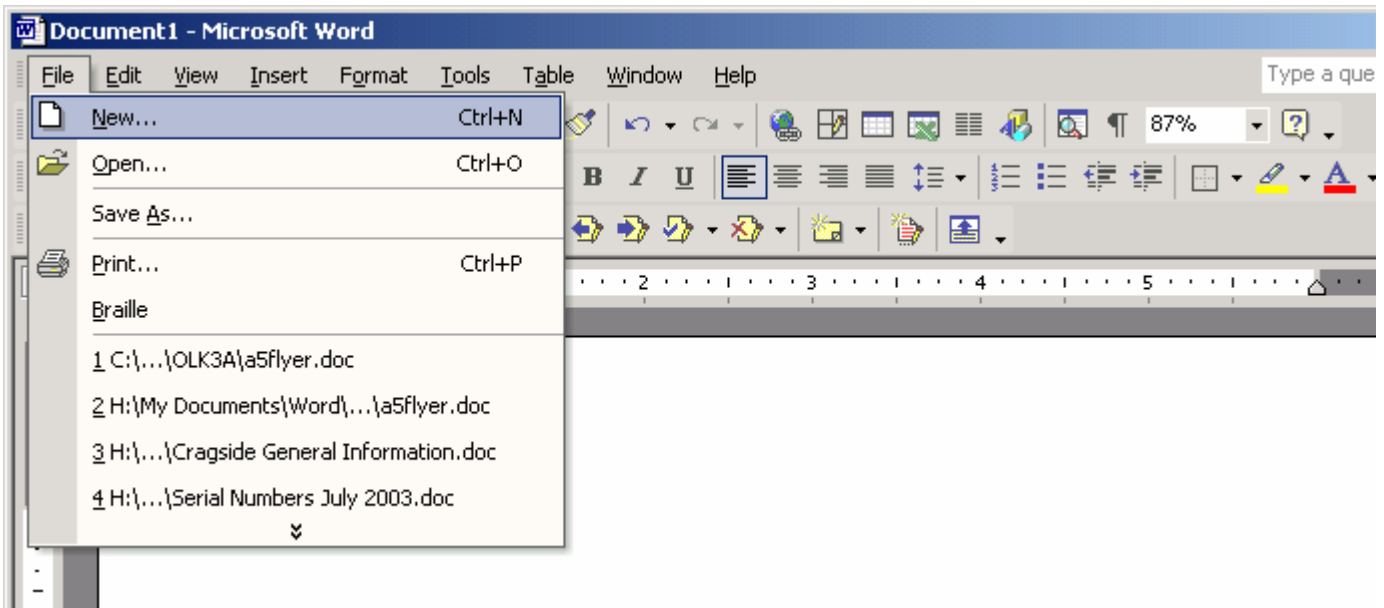 Document1 - Microsoft Word
File Edit View Insert Format Tools Table Window Help Type a que
New... Ctrl+N
87%
Open... Ctrl+O
B I U A
Save As...
Print... Ctrl+P
2 3 4 5
Braille
1 C:\...\OLK3A\a5flyer.doc
2 H:\My Documents\Word\...\a5flyer.doc
3 H:\...\Cragside General Information.doc
4 H:\...\Serial Numbers July 2003.doc